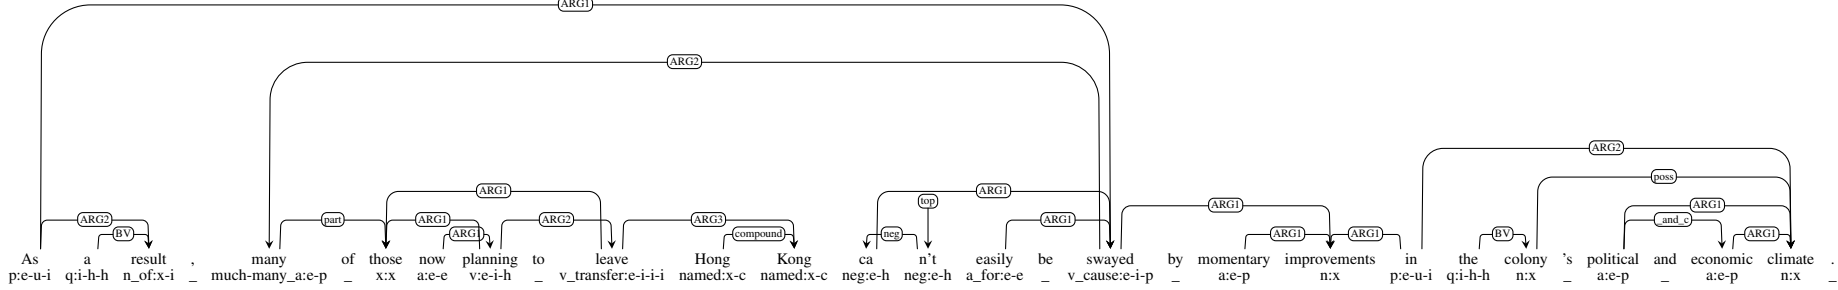 ARG1
ARG2
ARG2
poss
ARG1 ARG1 ARG1 ARG1
top
ARG2 part ARG1 ARG2 ARG3 ARG1 _and_c
BV ARG1 compound neg ARG1 ARG1 BV ARG1
As a result , many of those now planning to leave Hong Kong ca n't easily be swayed by momentary improvements in the colony 's political and economic climate .
p:e-u-i q:i-h-h n_of:x-i _ much-many_a:e-p _ x:x a:e-e v:e-i-h _ v_transfer:e-i-i-i named:x-c named:x-c neg:e-h neg:e-h a_for:e-e _ v_cause:e-i-p _ a:e-p n:x p:e-u-i q:i-h-h n:x _ a:e-p _ a:e-p n:x _